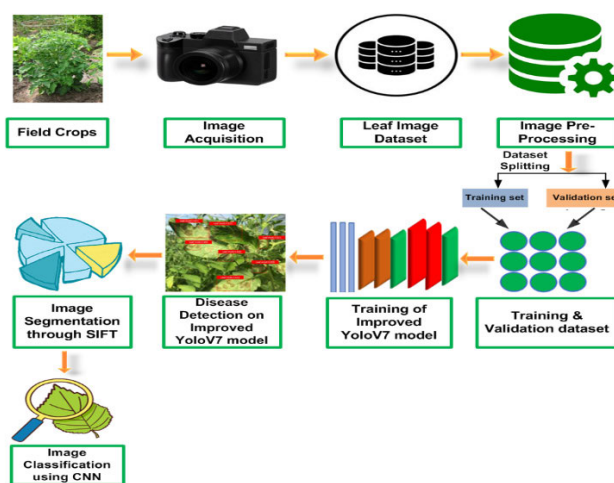 Field Crops
Image
Acquisition
Leaf Image
Dataset
Image Pre-
Processing
Dataset
Splitting
Training set
Validation se
Training &
Validation dataset
Training of
Improved
YoloV7 model
Disease
Detection on
Improved
YoloV7 model
Image
Segmentation
through SIFT
Image
Classification
using CNN